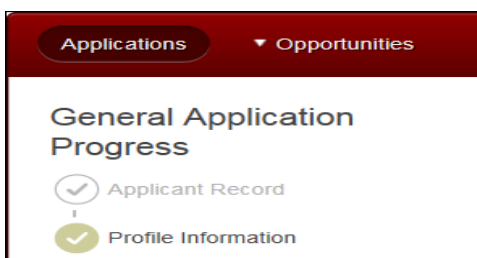 Applications ▼ Opportunities
General Application
Progress
Applicant Record
Profile Information